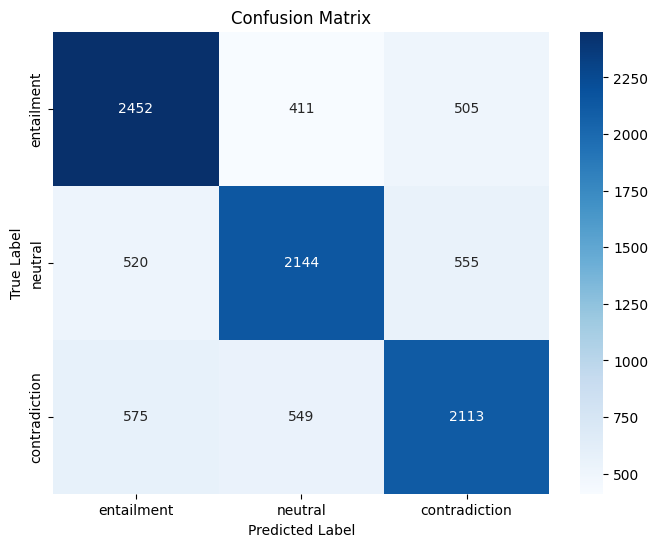 Confusion Matrix
True Label
entailment
2452 411 505
neutral
520 2144 555
contradiction
575 549 2113
entailment neutral contradiction
Predicted Label
2250
2000
1750
1500
1250
1000
750
500